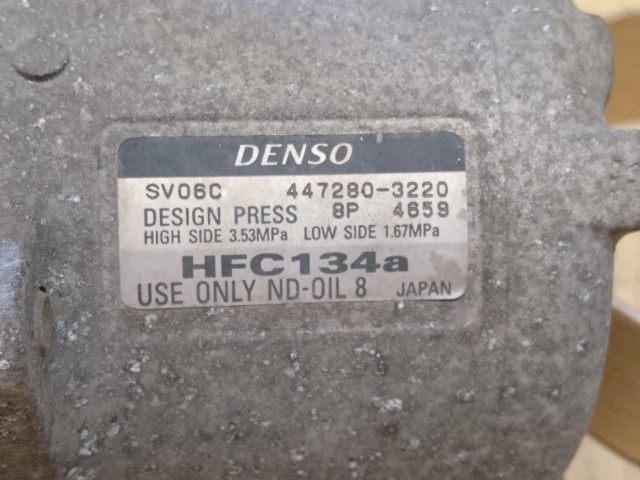 DENSO
SV06C 447280-3220
DESIGN PRESS 8P 4659
HIGH SIDE 3.53MPa LOW SIDE 1.67MPa
HFC134a
USE ONLY ND-OIL 8 JAPAN